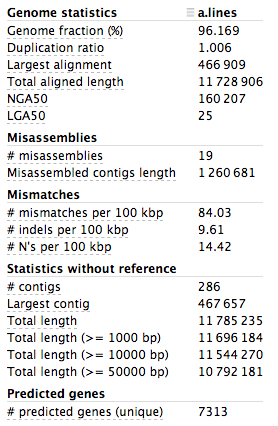 Genome statistics a.lines
Genome fraction (%) 96.169
Duplication ratio 1.006
Largest alignment 466 909
Total aligned length 11 728 906
NGA50 160 207
LGA50 25
Misassemblies
# misassemblies 19
Misassembled contigs length 1 260 681
Mismatches
# mismatches per 100 kbp 84.03
# indels per 100 kbp 9.61
# N's per 100 kbp 14.42
Statistics without reference
# contigs 286
Largest contig 467 657
Total length 11 785 235
Total length (>= 1000 bp) 11 696 184
Total length (>= 10000 bp) 11 544 270
Total length (>= 50000 bp) 10 792 181
Predicted genes
# predicted genes (unique) 7313